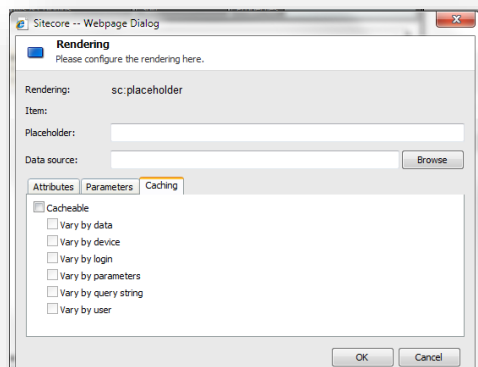 Sitecore -- Webpage Dialog
Rendering
Please configure the rendering here.
Rendering: sc:placeholder
Item:
Placeholder:
Data source: Browse
Attributes Parameters Caching
Cacheable
Vary by data
Vary by device
Vary by login
Vary by parameters
Vary by query string
Vary by user
OK Cancel